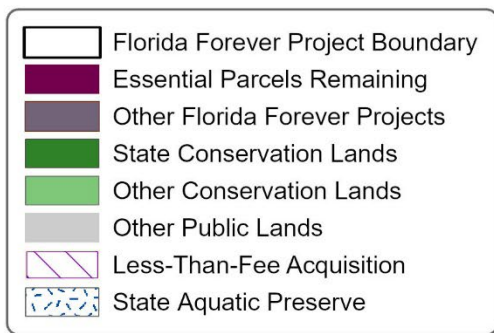 Florida Forever Project Boundary
Essential Parcels Remaining
Other Florida Forever Projects
State Conservation Lands
Other Conservation Lands
Other Public Lands
Less-Than-Fee Acquisition
State Aquatic Preserve